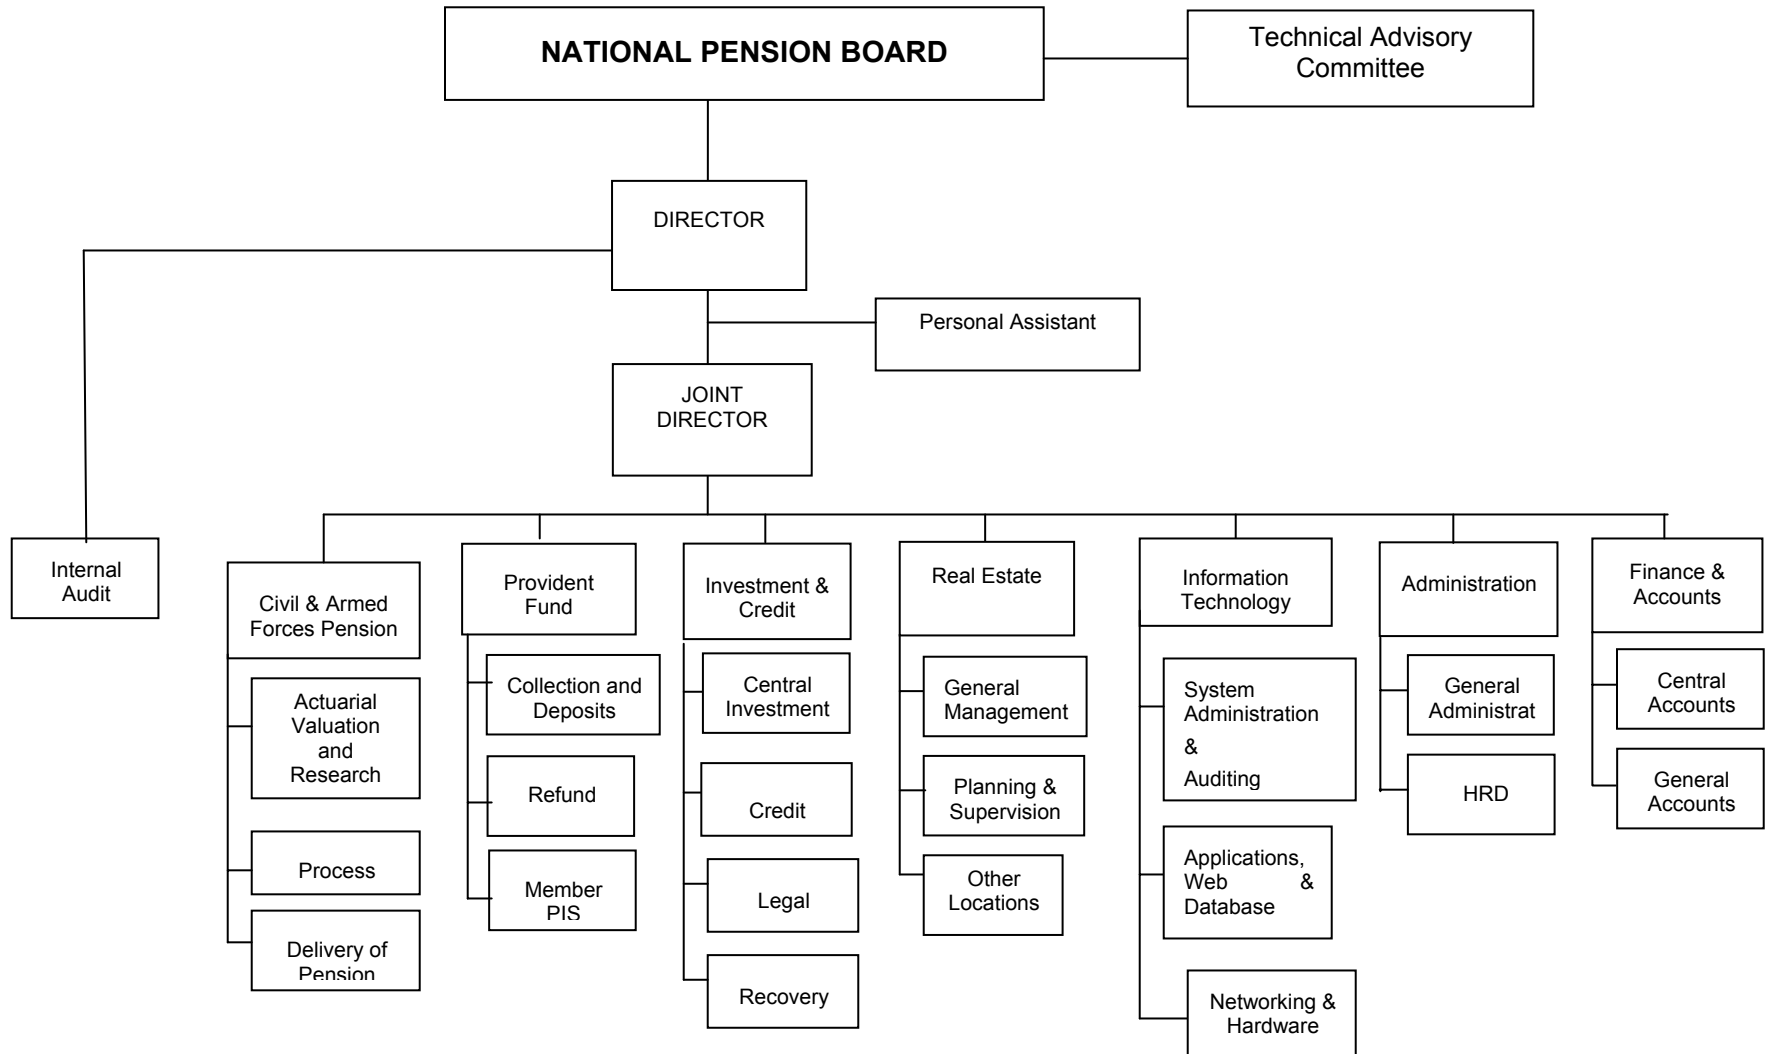 NATIONAL PENSION BOARD
Technical Advisory
Committee
DIRECTOR
Personal Assistant
JOINT
DIRECTOR
Internal
Audit
Civil & Armed
Forces Pension
Actuarial
Valuation
and
Research
Process
Delivery of
Pension
Provident
Fund
Collection and
Deposits
Refund
Member
PIS
Investment &
Credit
Central
Investment
Credit
Legal
Recovery
Real Estate
General
Management
Planning &
Supervision
Other
Locations
Information
Technology
System
Administration
&
Auditing
Applications,
Web &
Database
Networking &
Hardware
Administration
General
Administrat
HRD
Finance &
Accounts
Central
Accounts
General
Accounts